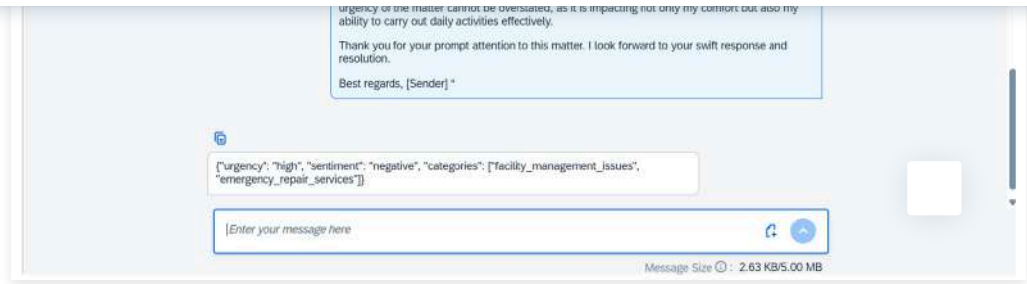 urgency of the matter cannot be overstated, as it is impacting not only my comfort but also my
ability to carry out daily activities effectively.
Thank you for your prompt attention to this matter. I look forward to your swift response and
resolution.
Best regards, [Sender] "
{"urgency": "high", "sentiment": "negative", "categories": ["facility_management_issues",
"emergency_repair_services"]}
Enter your message here
Message Size ⓘ : 2.63 KB/5.00 MB